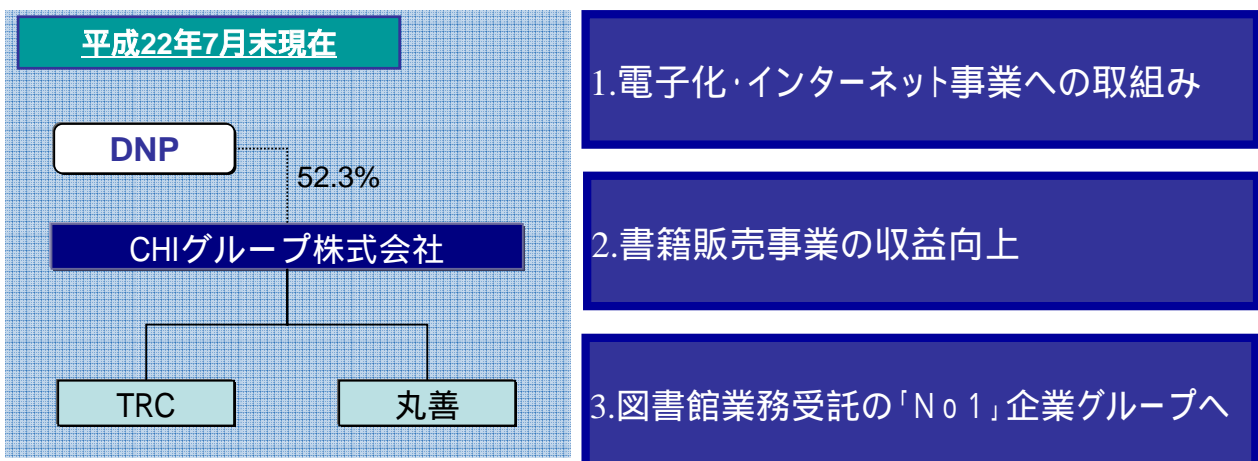 平成22年7月末現在
DNP
52.3%
CHIグループ株式会社
TRC
丸善
1.電子化・インターネット事業への取組み
2.書籍販売事業の収益向上
3.図書館業務受託の「No1」企業グループへ